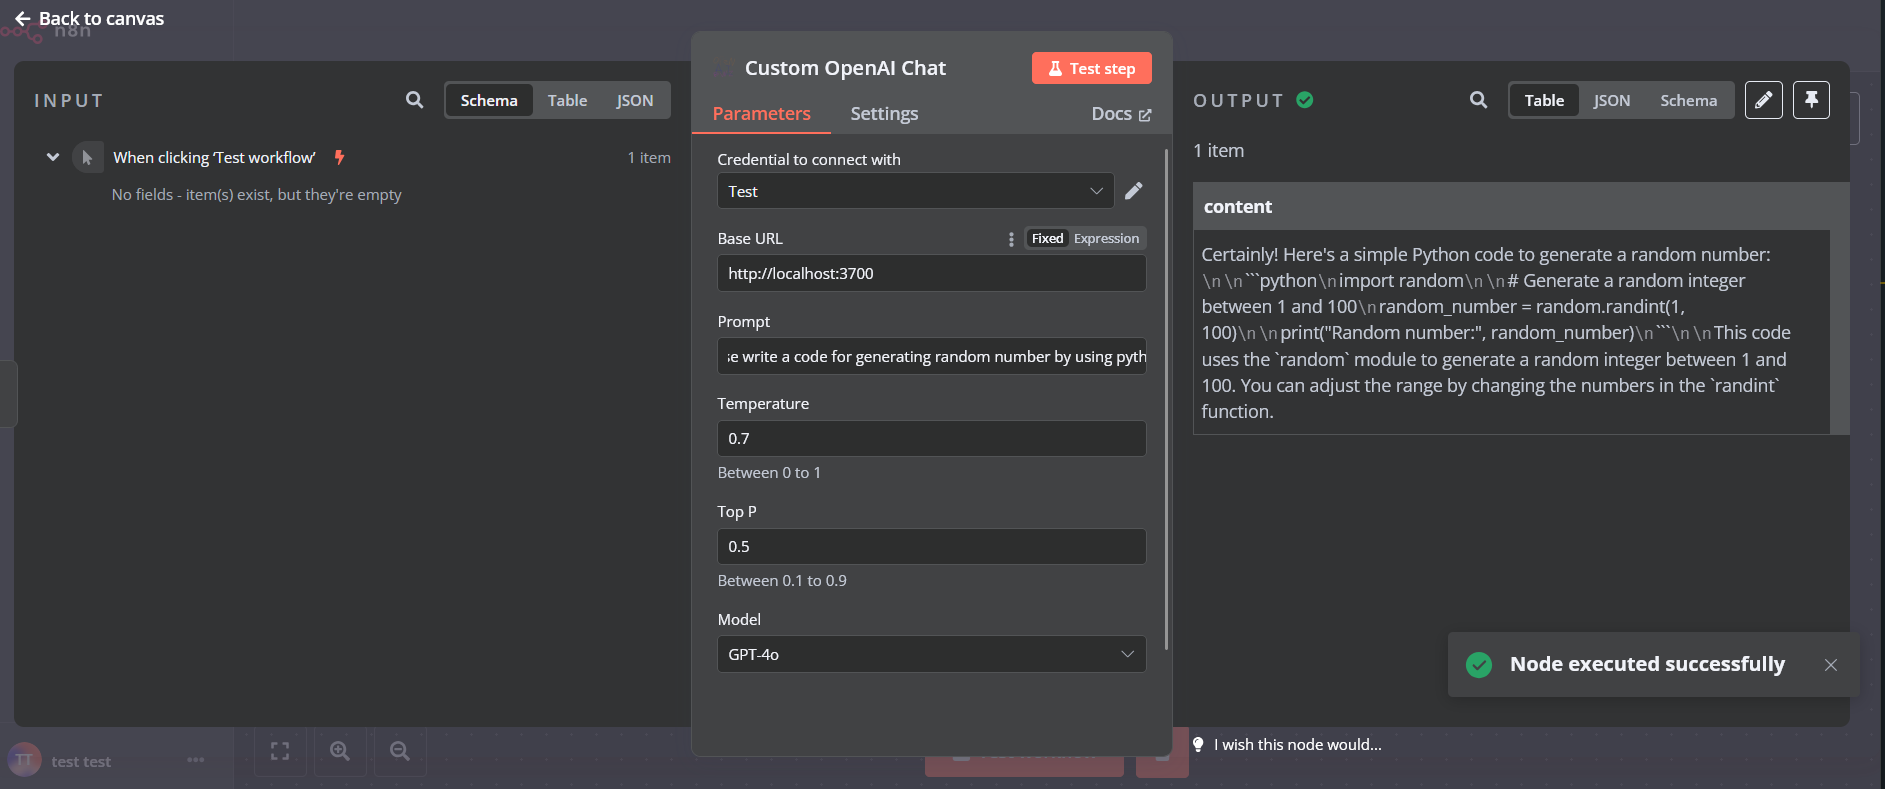 Back to canvas
n8n
INPUT
Schema
Table
JSON
When clicking ‘Test workflow’
1 item
No fields - item(s) exist, but they're empty
Custom OpenAI Chat
Test step
Parameters
Settings
Docs
Credential to connect with
Test
Base URL
Fixed
Expression
http://localhost:3700
Prompt
se write a code for generating random number by using pyth
Temperature
0.7
Between 0 to 1
Top P
0.5
Between 0.1 to 0.9
Model
GPT-4o
OUTPUT
Table
JSON
Schema
1 item
content
Certainly! Here's a simple Python code to generate a random number:
\n\n```python\nimport random\n\n# Generate a random integer
between 1 and 100\nrandom_number = random.randint(1,
100)\n\nprint("Random number:", random_number)\n```\n\nThis code
uses the `random` module to generate a random integer between 1 and
100. You can adjust the range by changing the numbers in the `randint`
function.
Node executed successfully
I wish this node would...
TT
test test